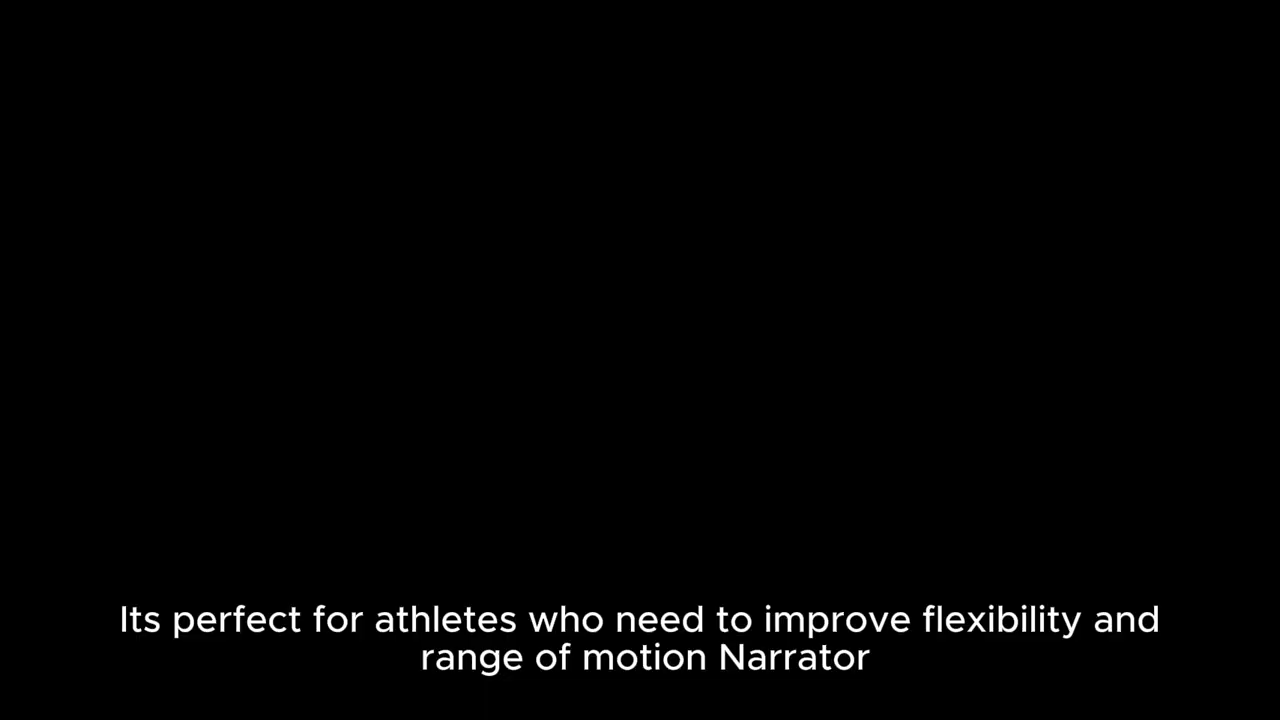 Its perfect for athletes who need to improve flexibility and
range of motion Narrator